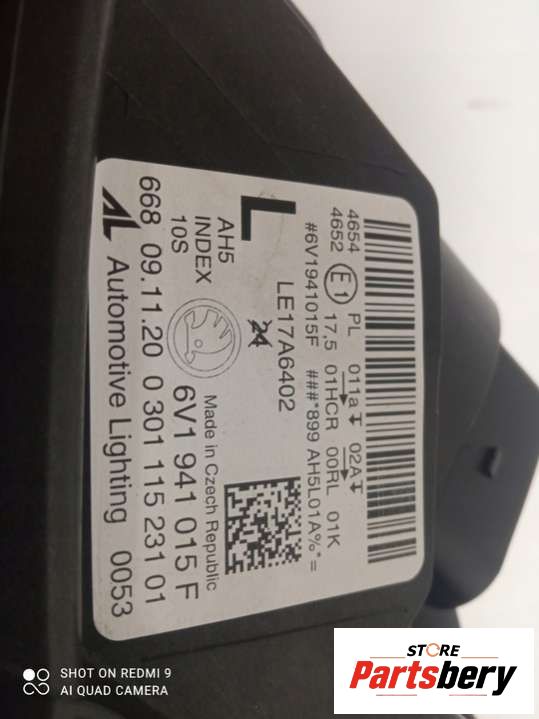 4654 PL 011a 02A
4652 E1 17,5 01HCR 00RL 01K
#6V1941015F ###*899 AH5L01A%*=
LE17A6402
L 24
AH5
INDEX
10S
Made in Czech Republic
6V1 941 015 F
668 09.11.20 0 301 115 231 01
AL Automotive Lighting 0053
SHOT ON REDMI 9
AI QUAD CAMERA
STORE
Partsbery